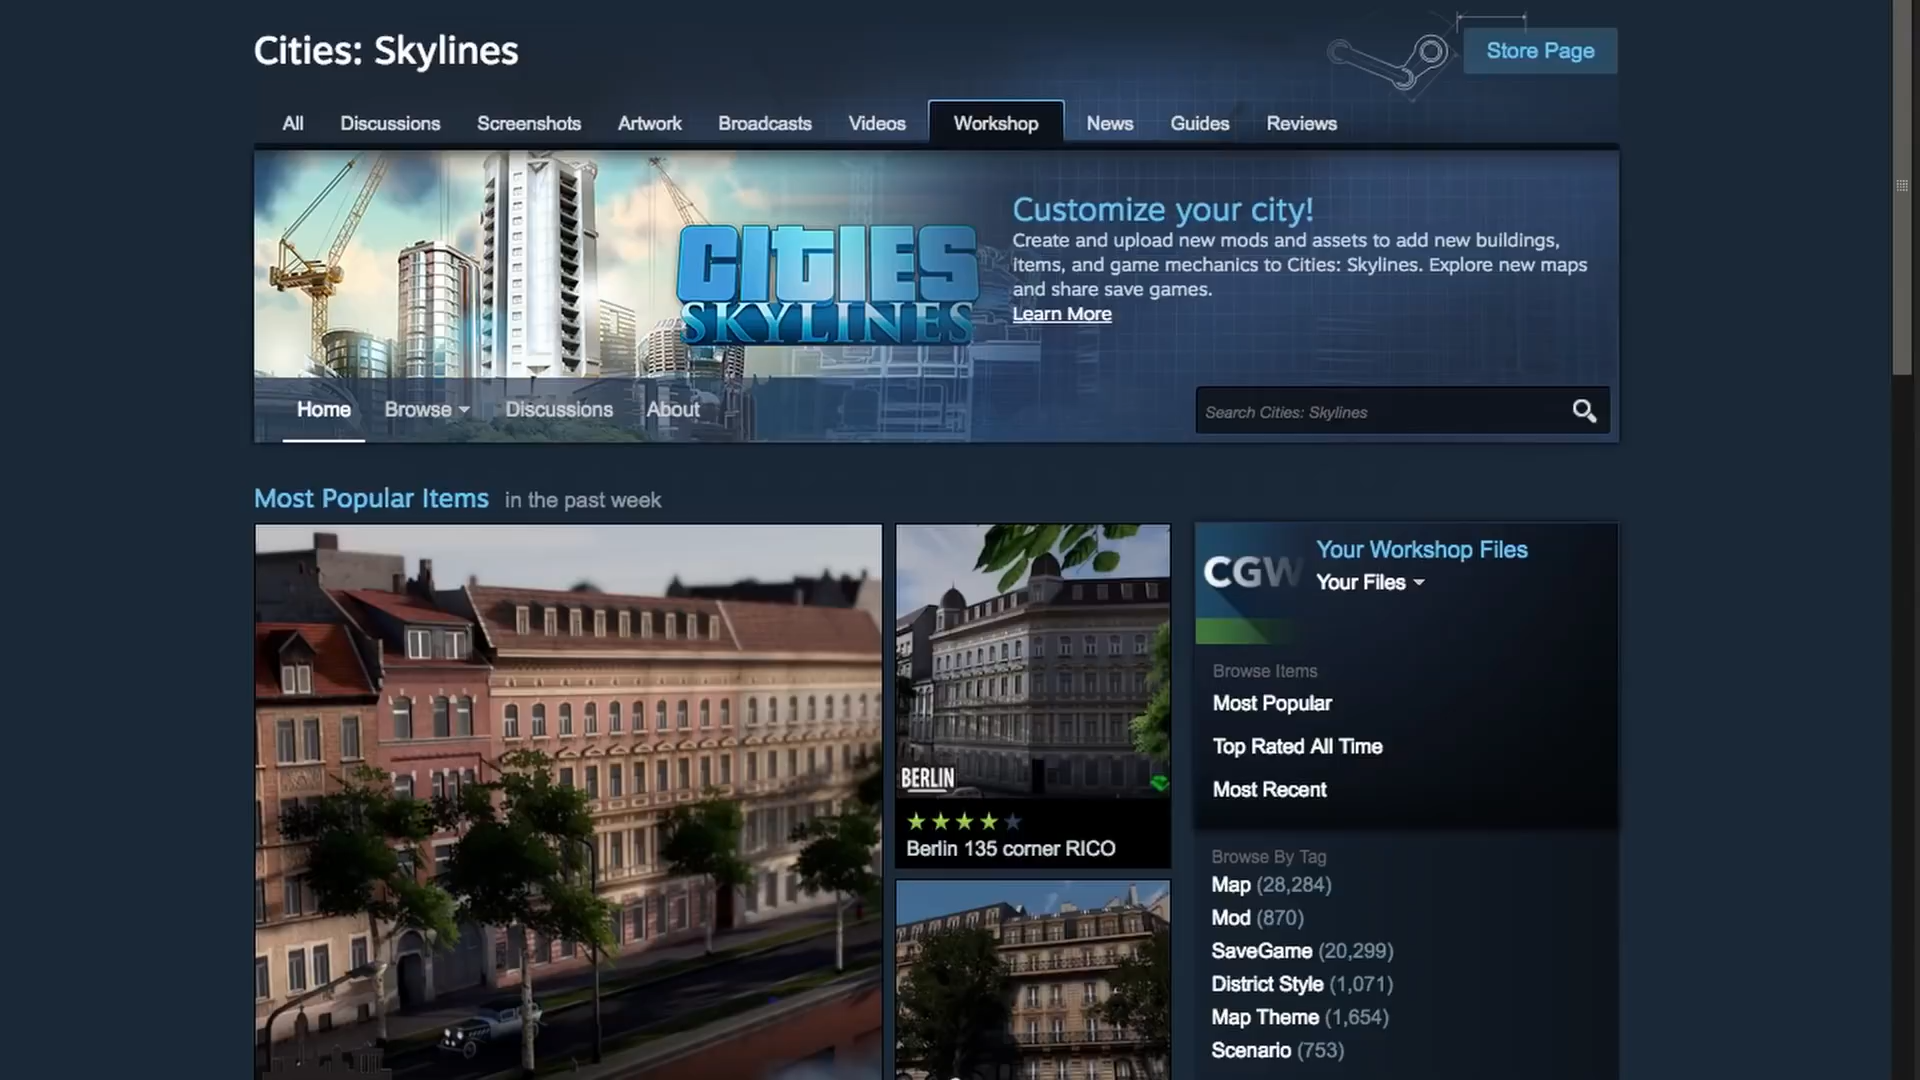 Cities: Skylines
Store Page
All Discussions Screenshots Artwork Broadcasts Videos Workshop News Guides Reviews
CITIES
SKYLINES
Customize your city!
Create and upload new mods and assets to add new buildings,
items, and game mechanics to Cities: Skylines. Explore new maps
and share save games.
Learn More
Home Browse Discussions About
Search Cities: Skylines
Most Popular Items in the past week
BERLIN
Berlin 135 corner RICO
CGW
Your Workshop Files
Your Files
Browse Items
Most Popular
Top Rated All Time
Most Recent
Browse By Tag
Map (28,284)
Mod (870)
SaveGame (20,299)
District Style (1,071)
Map Theme (1,654)
Scenario (753)